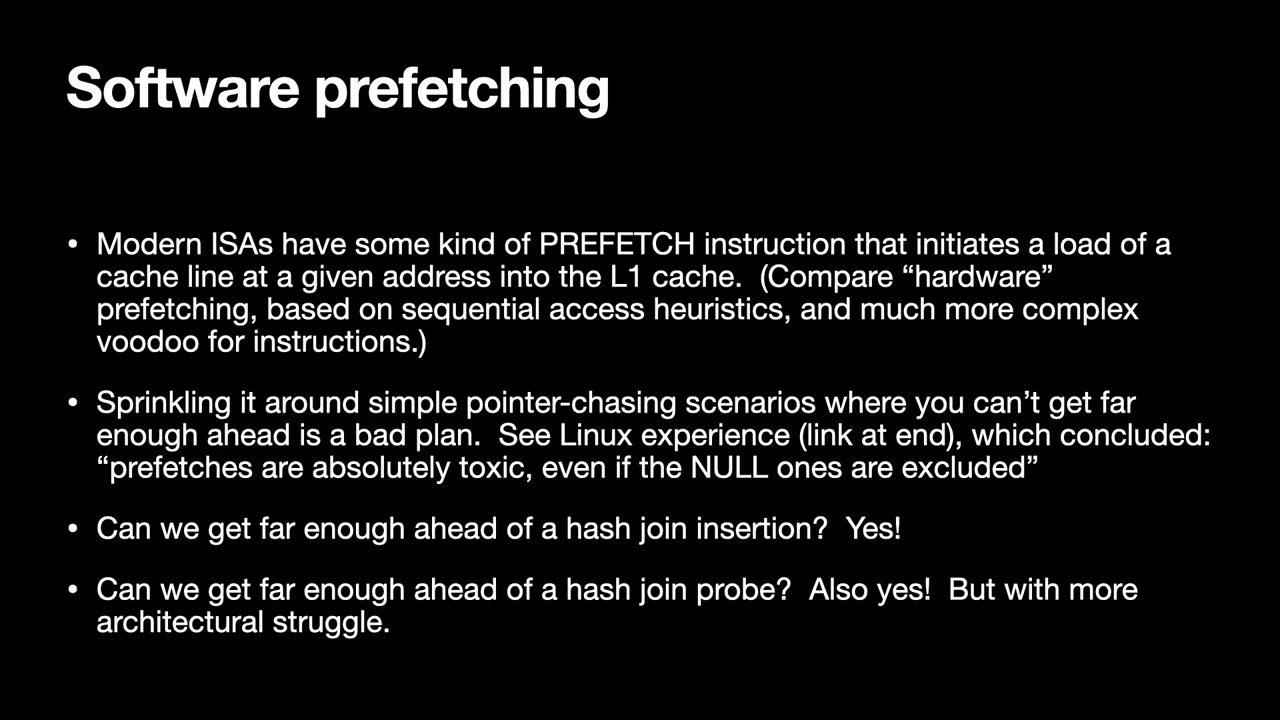 Software prefetching
• Modern ISAs have some kind of PREFETCH instruction that initiates a load of a
cache line at a given address into the L1 cache.  (Compare “hardware”
prefetching, based on sequential access heuristics, and much more complex
voodoo for instructions.)
• Sprinkling it around simple pointer-chasing scenarios where you can’t get far
enough ahead is a bad plan.  See Linux experience (link at end), which concluded:
“prefetches are absolutely toxic, even if the NULL ones are excluded”
• Can we get far enough ahead of a hash join insertion?  Yes!
• Can we get far enough ahead of a hash join probe?  Also yes!  But with more
architectural struggle.